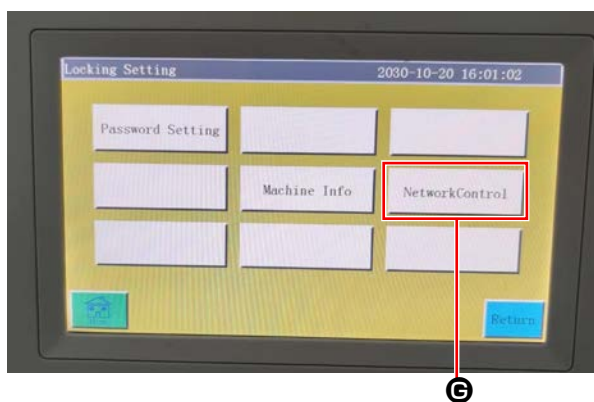 Locking Setting 2030-10-20 16:01:02
Password Setting
Machine Info NetworkControl
Return
G